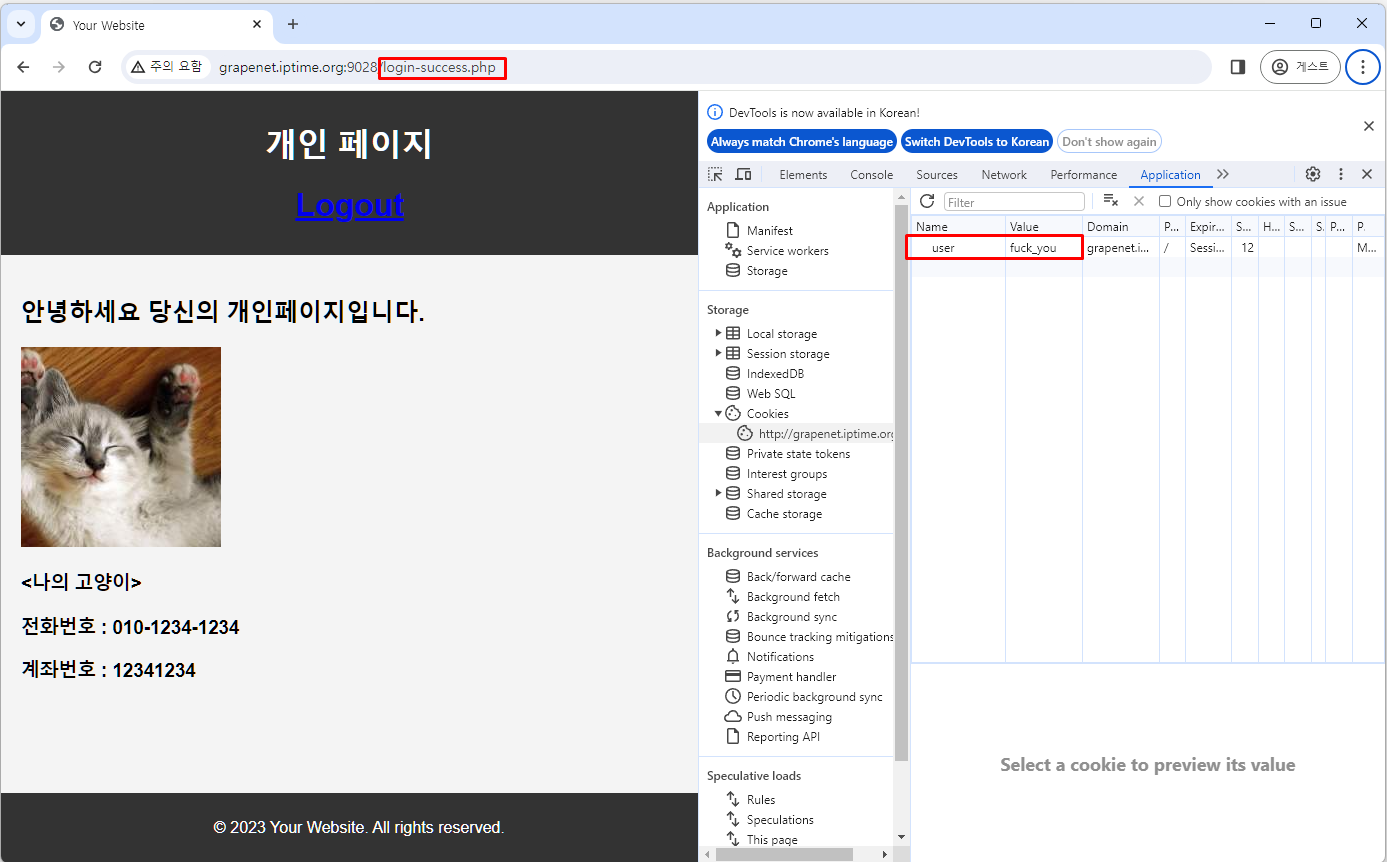 Your Website
주의 요함 grapenet.iptime.org:9028/login-success.php 게스트
개인 페이지
Logout
안녕하세요 당신의 개인페이지입니다.
<나의 고양이>
전화번호 : 010-1234-1234
계좌번호 : 12341234
© 2023 Your Website. All rights reserved.
DevTools is now available in Korean!
Always match Chrome's language Switch DevTools to Korean Don't show again
Elements Console Sources Network Performance Application
Application
Manifest
Service workers
Storage
Storage
Local storage
Session storage
IndexedDB
Web SQL
Cookies
http://grapenet.iptime.org
Private state tokens
Interest groups
Shared storage
Cache storage
Background services
Back/forward cache
Background fetch
Background sync
Bounce tracking mitigations
Notifications
Payment handler
Periodic background sync
Push messaging
Reporting API
Speculative loads
Rules
Speculations
This page
Filter Only show cookies with an issue
Name Value Domain P... Expir... S... H... S... S. P... P.
user fuck_you grapenet.i... / Sessi... 12 M...
Select a cookie to preview its value